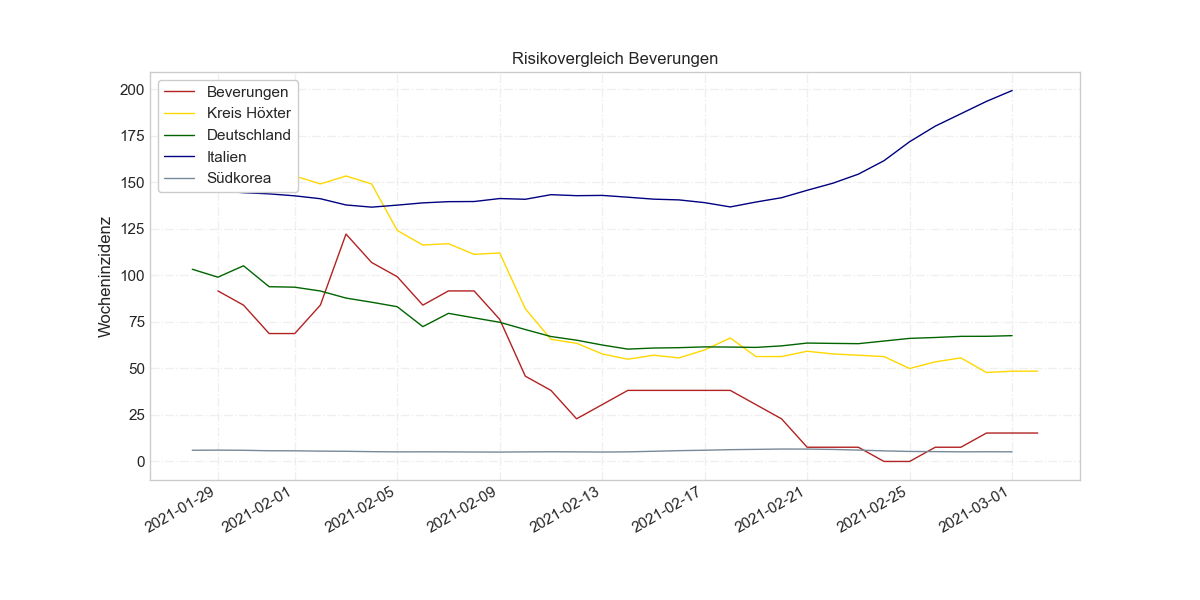 Risikovergleich Beverungen
Beverungen
Kreis Höxter
Deutschland
Italien
Südkorea
Wocheninzidenz
200
175
150
125
100
75
50
25
0
2021-01-29
2021-02-01
2021-02-05
2021-02-09
2021-02-13
2021-02-17
2021-02-21
2021-02-25
2021-03-01